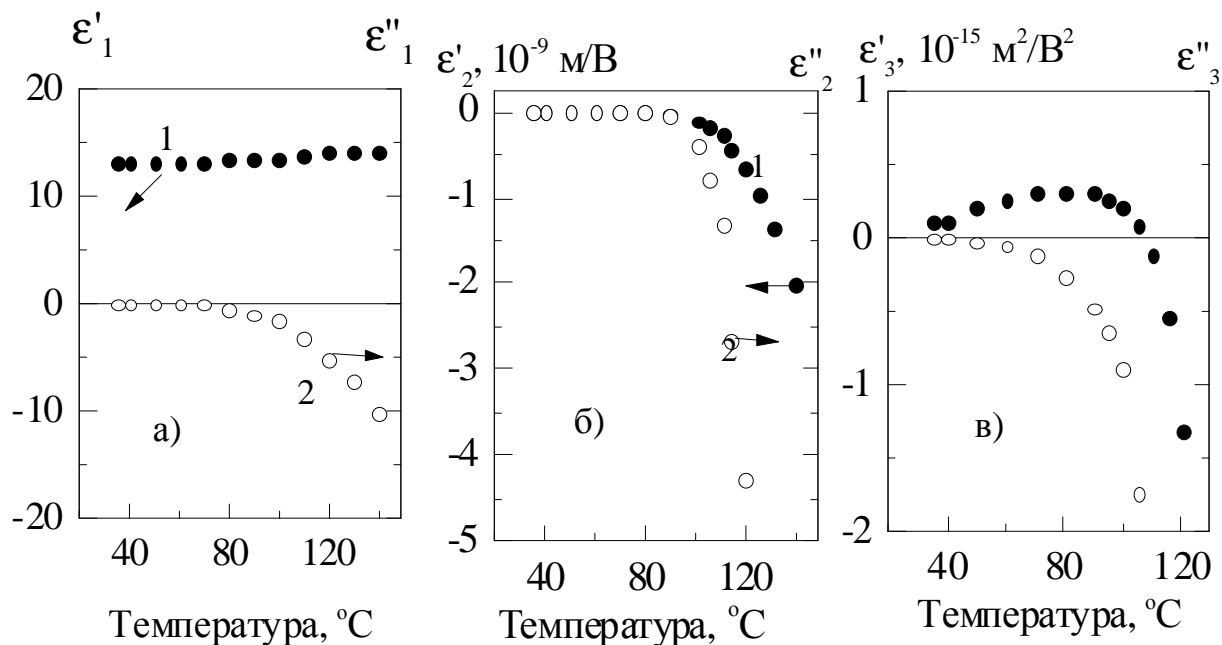 ε'₁ ε"₁
20
10
0
-10
-20
1
2
а)
40 80 120
Температура, °C
ε'₂, 10⁻⁹ м/В ε"₂
0
-1
-2
-3
-4
-5
1
2
б)
40 80 120
Температура, °C
ε'₃, 10⁻¹⁵ м²/В² ε"₃
1
0
-1
-2
в)
40 80 120
Температура, °C